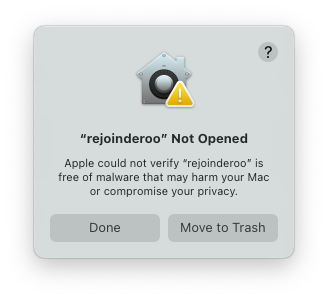 ?
“rejoinderoo” Not Opened
Apple could not verify “rejoinderoo” is
free of malware that may harm your Mac
or compromise your privacy.
Done
Move to Trash